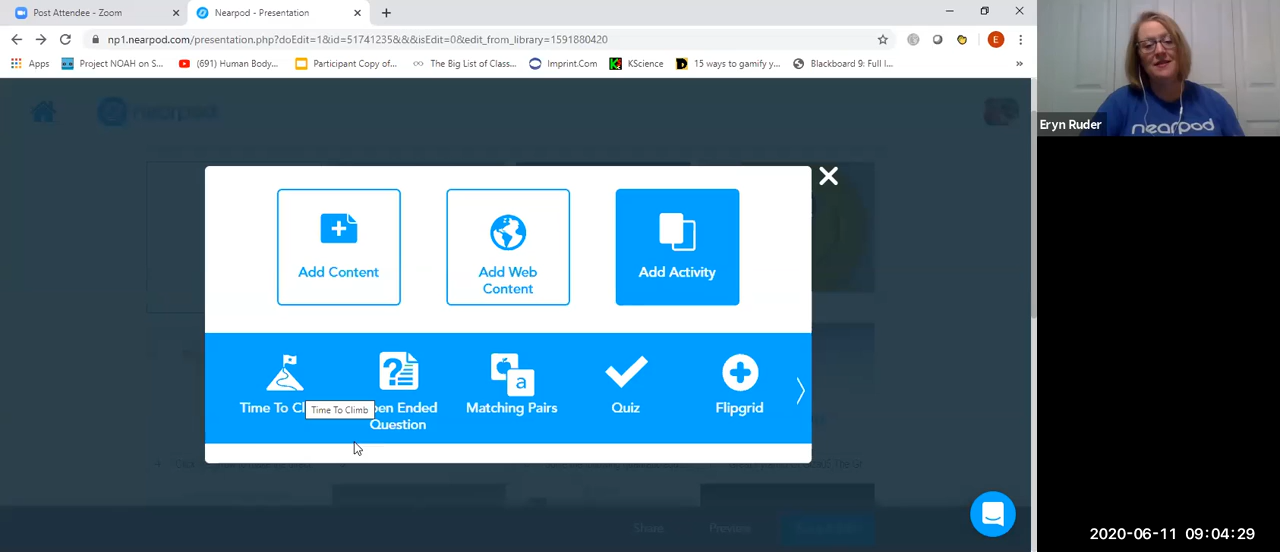 Post Attendee - Zoom
Nearpod - Presentation
np1.nearpod.com/presentation.php?doEdit=1&id=51741235&&&isEdit=0&edit_from_library=1591880420
E
Apps
Project NOAH on S...
(691) Human Body...
Participant Copy of...
The Big List of Class...
Imprint.Com
KScience
15 ways to gamify y...
Blackboard 9: Full I...
»
nearpod
Eryn Ruder
nearpod
Add Content
Add Web
Content
Add Activity
Time To Cl
Time To Climb
pen Ended
Question
a
Matching Pairs
Quiz
Flipgrid
Share
Preview
2020-06-11 09:04:29